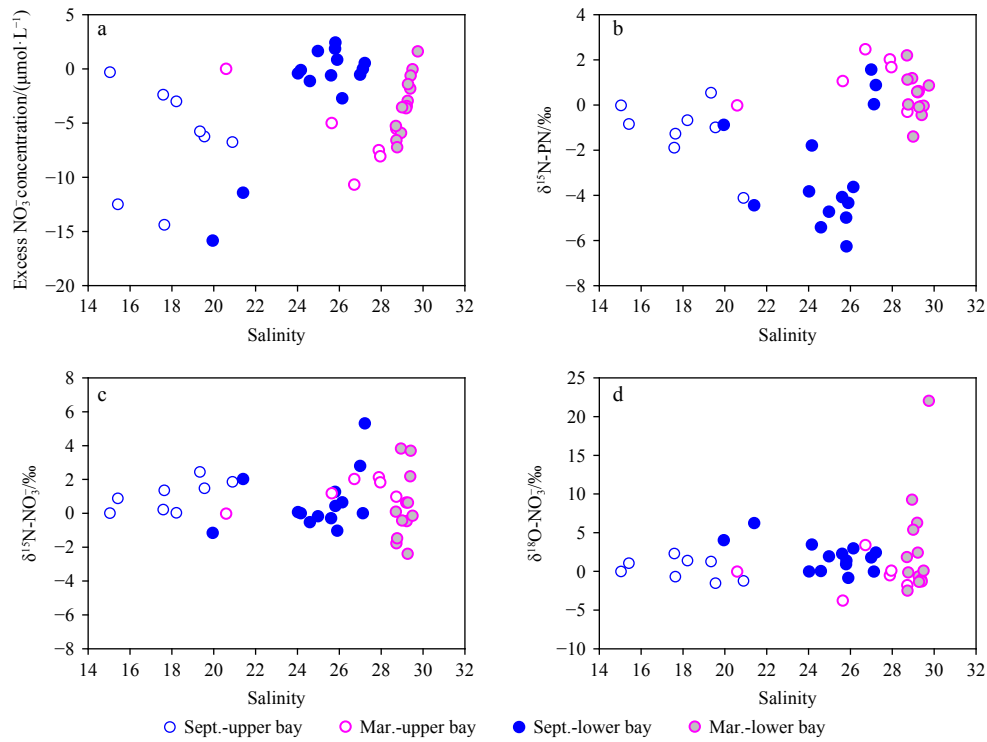 a
5
0
−5
−10
−15
−20
14 16 18 20 22 24 26 28 30 32
Salinity
Excess NO₃⁻ concentration/(μmol·L⁻¹)
b
4
2
0
−2
−4
−6
−8
14 16 18 20 22 24 26 28 30 32
Salinity
δ¹⁵N-PN/‰
c
8
6
4
2
0
−2
−4
−6
−8
14 16 18 20 22 24 26 28 30 32
Salinity
δ¹⁵N-NO₃⁻/‰
d
25
20
15
10
5
0
−5
−10
14 16 18 20 22 24 26 28 30 32
Salinity
δ¹⁸O-NO₃⁻/‰
Sept.-upper bay Mar.-upper bay Sept.-lower bay Mar.-lower bay